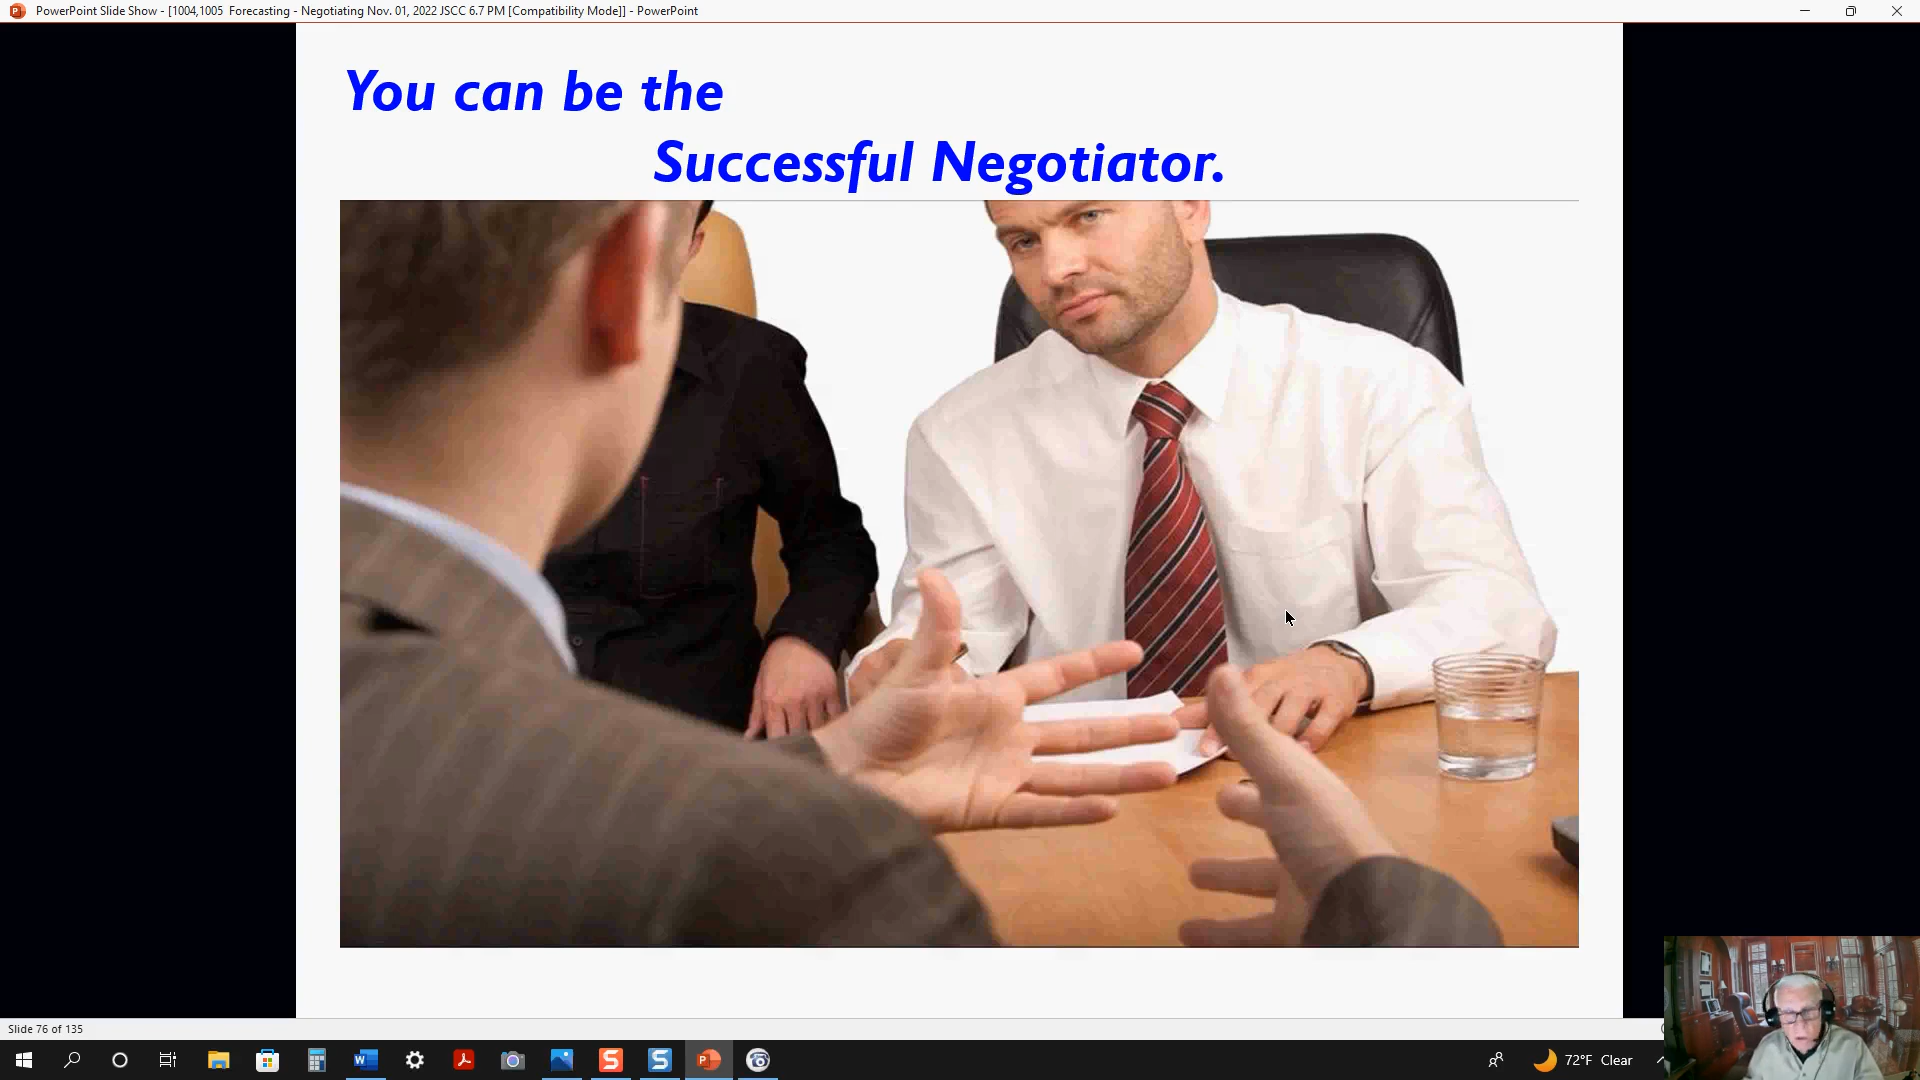 PowerPoint Slide Show - [1004,1005  Forecasting - Negotiating Nov. 01, 2022 JSCC 6.7 PM [Compatibility Mode]] - PowerPoint
You can be the
Successful Negotiator.
Slide 76 of 135
72°F Clear